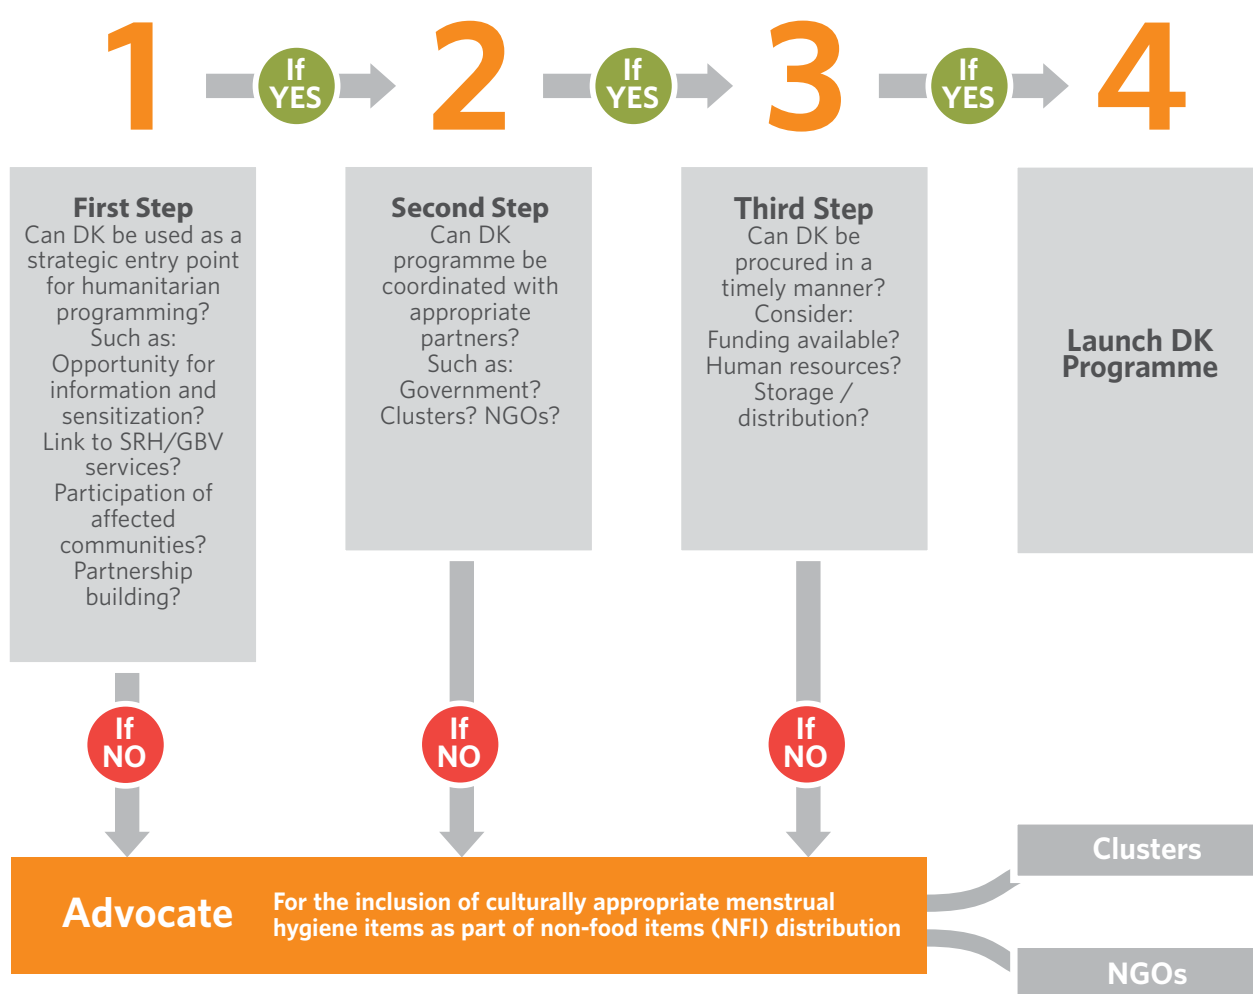 1
If
YES
2
If
YES
3
If
YES
4
First Step
Can DK be used as a
strategic entry point
for humanitarian
programming?
Such as:
Opportunity for
information and
sensitization?
Link to SRH/GBV
services?
Participation of
affected
communities?
Partnership
building?
Second Step
Can DK
programme be
coordinated with
appropriate
partners?
Such as:
Government?
Clusters? NGOs?
Third Step
Can DK be
procured in a
timely manner?
Consider:
Funding available?
Human resources?
Storage /
distribution?
Launch DK
Programme
If
NO
If
NO
If
NO
Advocate
For the inclusion of culturally appropriate menstrual
hygiene items as part of non-food items (NFI) distribution
Clusters
NGOs